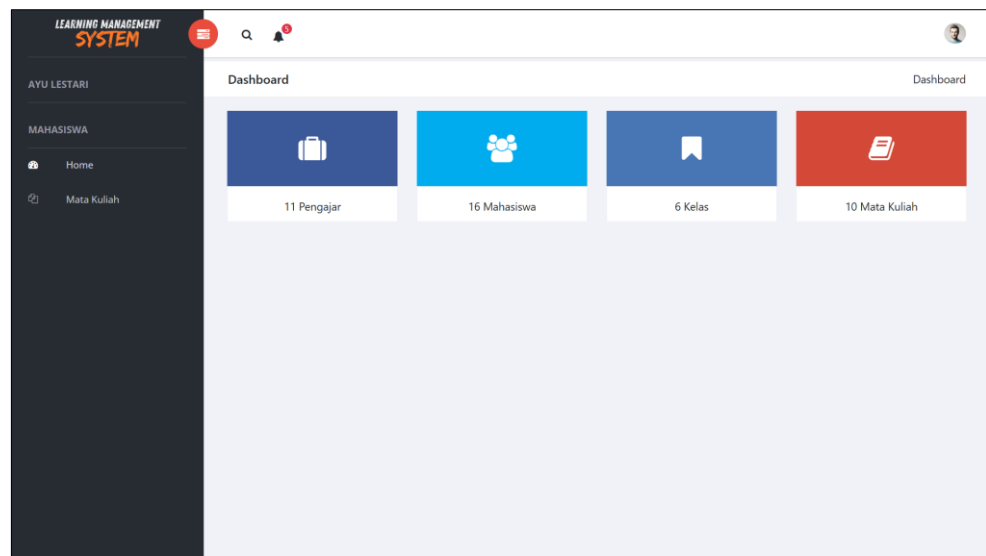 LEARNING MANAGEMENT
SYSTEM
5
AYU LESTARI
Dashboard
Dashboard
MAHASISWA
Home
Mata Kuliah
11 Pengajar
16 Mahasiswa
6 Kelas
10 Mata Kuliah